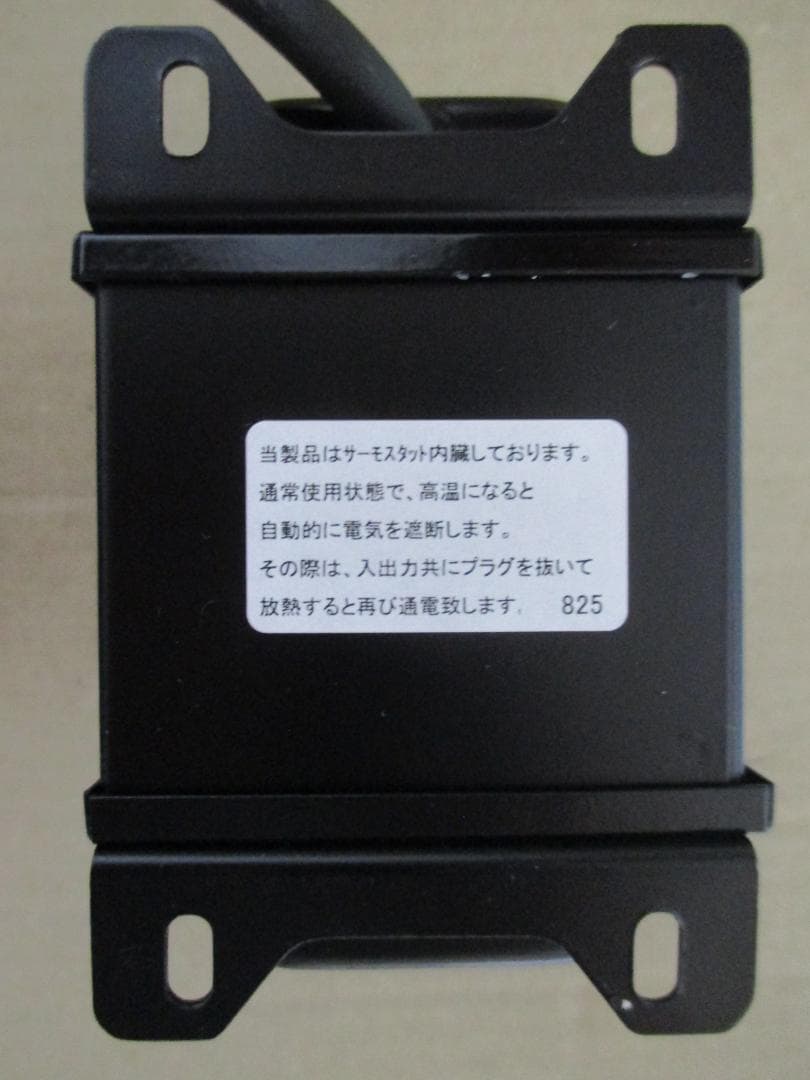 当製品はサーモスタット内臓しております。
通常使用状態で、高温になると
自動的に電気を遮断します。
その際は、入出力共にプラグを抜いて
放熱すると再び通電致します。 825